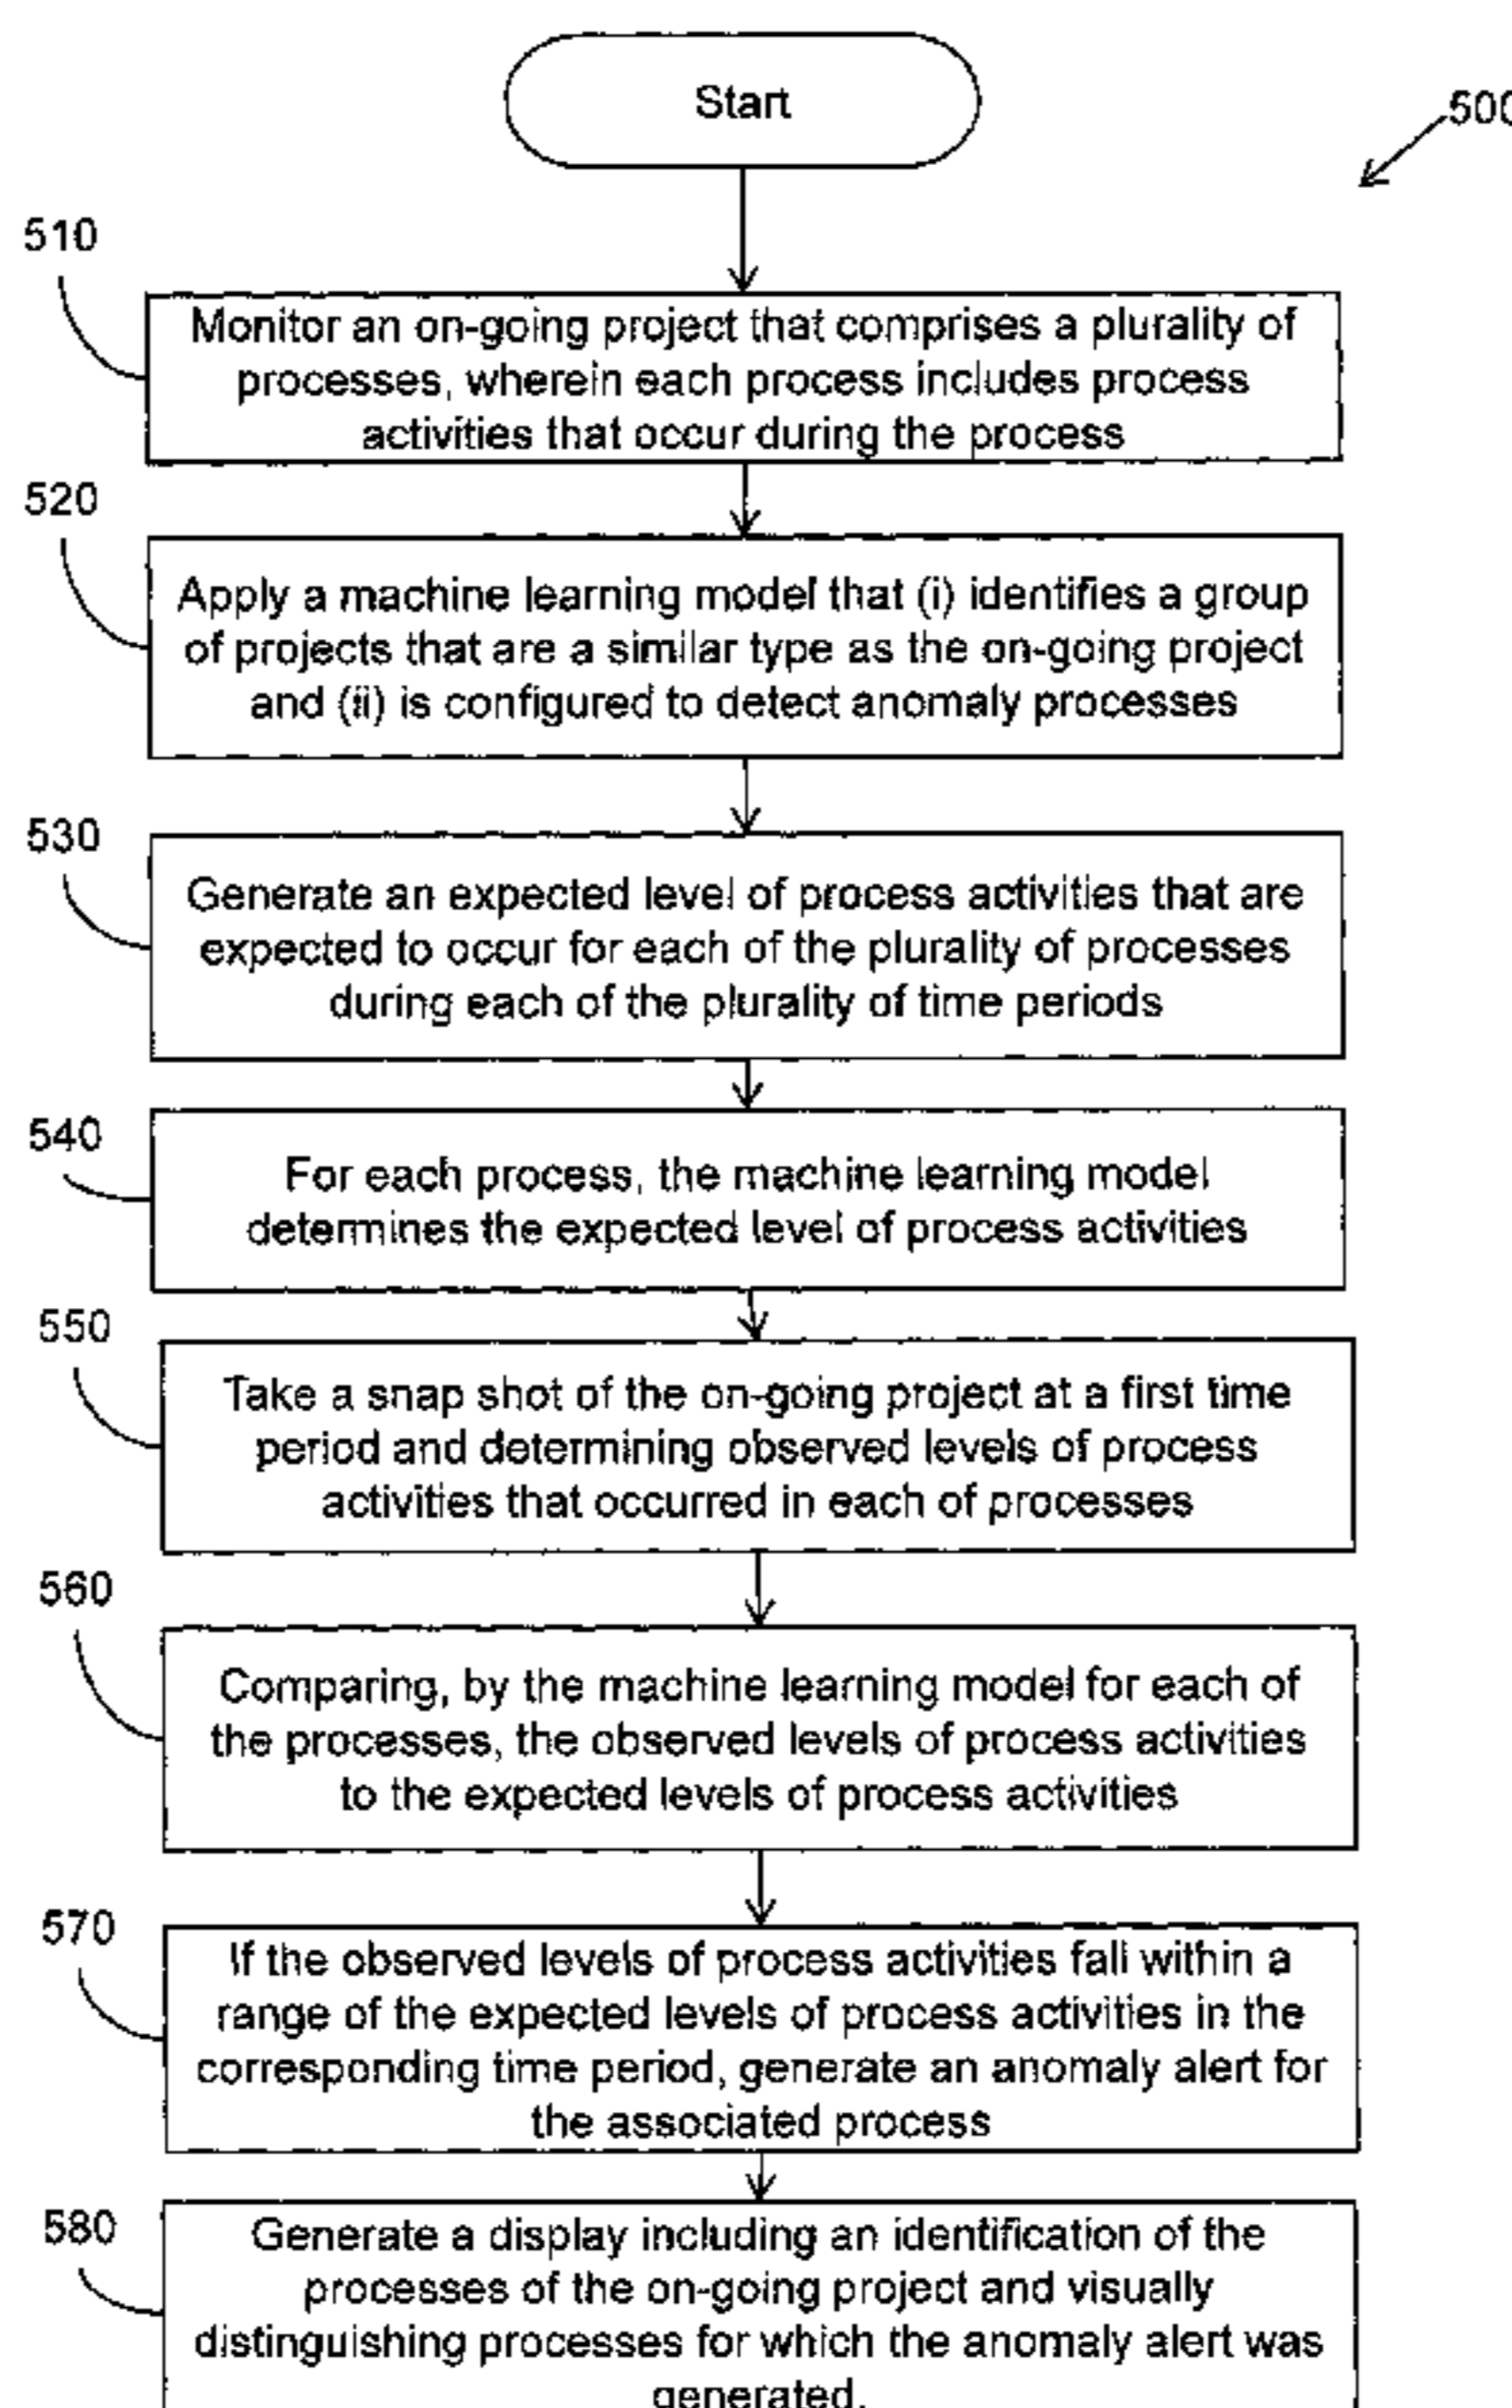 Start
500
510
Monitor an on-going project that comprises a plurality of
processes, wherein each process includes process
activities that occur during the process
520
Apply a machine learning model that (i) identifies a group
of projects that are a similar type as the on-going project
and (ii) is configured to detect anomaly processes
530
Generate an expected level of process activities that are
expected to occur for each of the plurality of processes
during each of the plurality of time periods
540
For each process, the machine learning model
determines the expected level of process activities
550
Take a snap shot of the on-going project at a first time
period and determining observed levels of process
activities that occurred in each of processes
560
Comparing, by the machine learning model for each of
the processes, the observed levels of process activities
to the expected levels of process activities
570
If the observed levels of process activities fall within a
range of the expected levels of process activities in the
corresponding time period, generate an anomaly alert for
the associated process
580
Generate a display including an identification of the
processes of the on-going project and visually
distinguishing processes for which the anomaly alert was
generated.